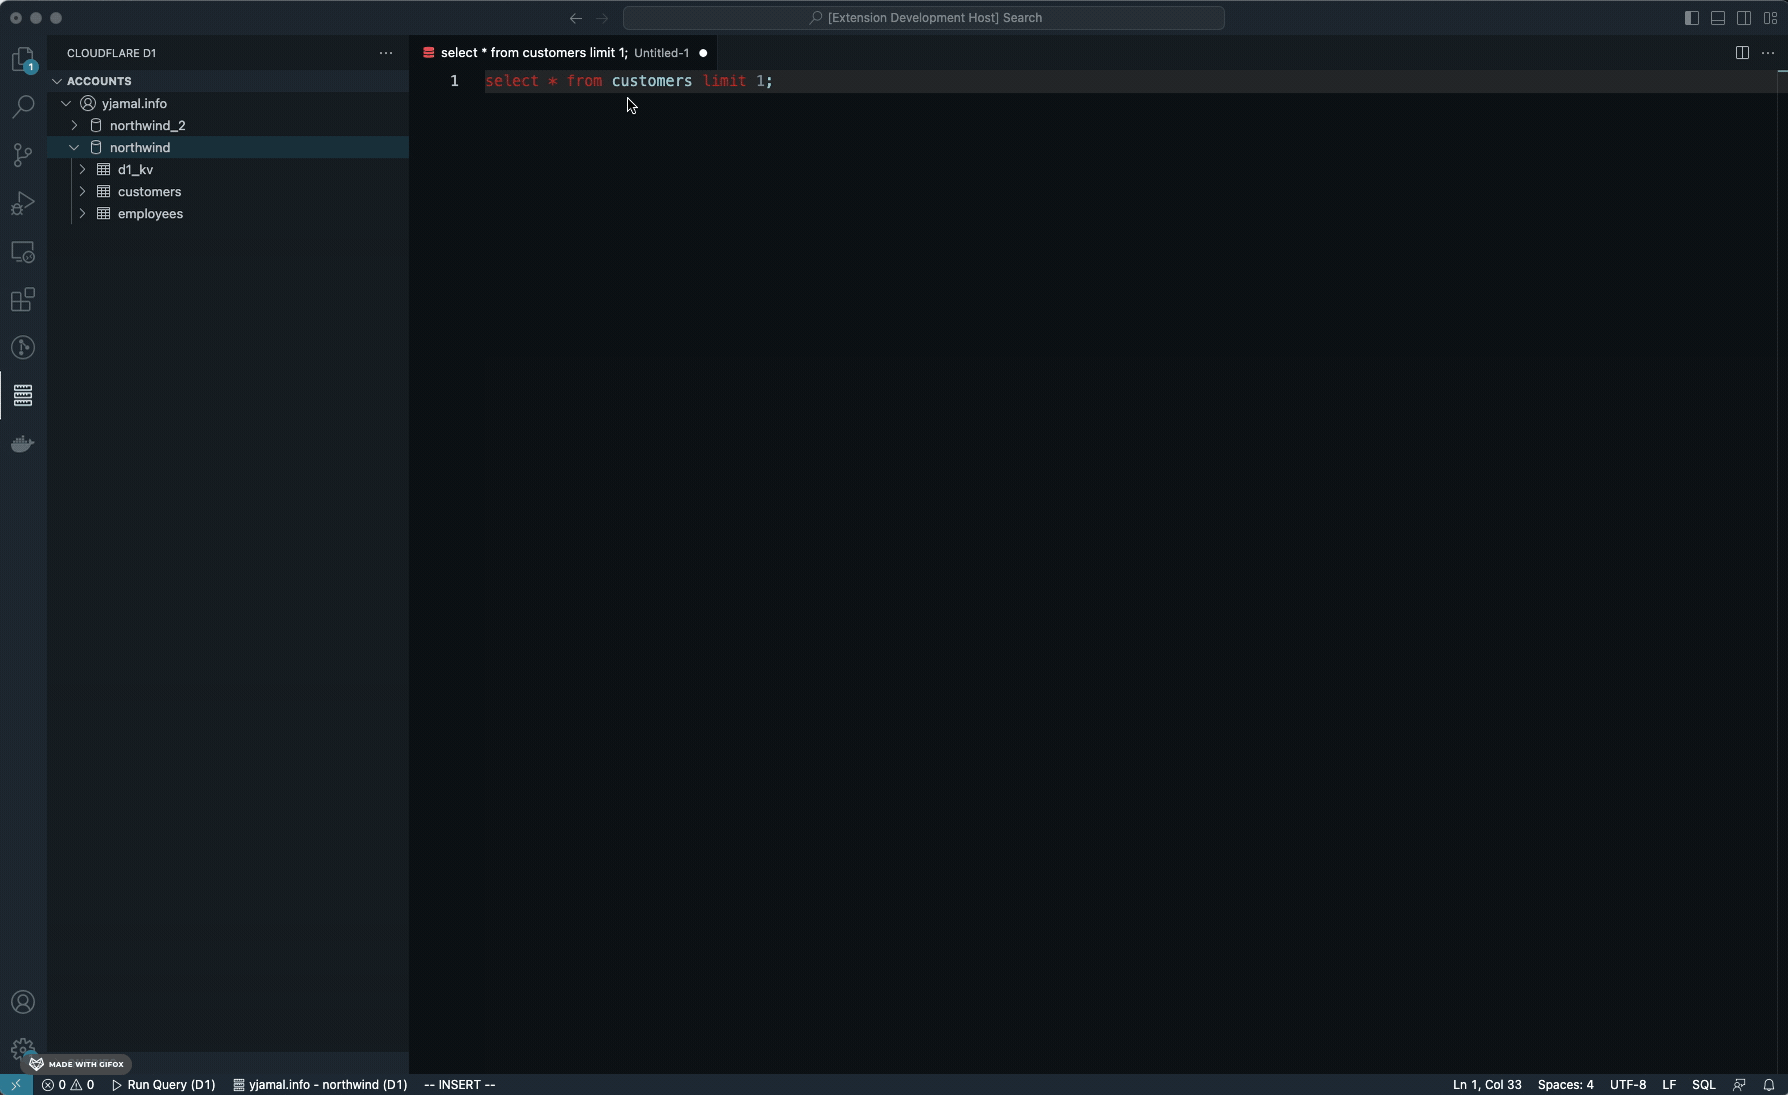 [Extension Development Host] Search
CLOUDFLARE D1
select * from customers limit 1; Untitled-1
1
ACCOUNTS
1 select * from customers limit 1;
yjamal.info
northwind_2
northwind
d1_kv
customers
employees
MADE WITH GIFOX
0 0 Run Query (D1) yjamal.info - northwind (D1) -- INSERT -- Ln 1, Col 33 Spaces: 4 UTF-8 LF SQL